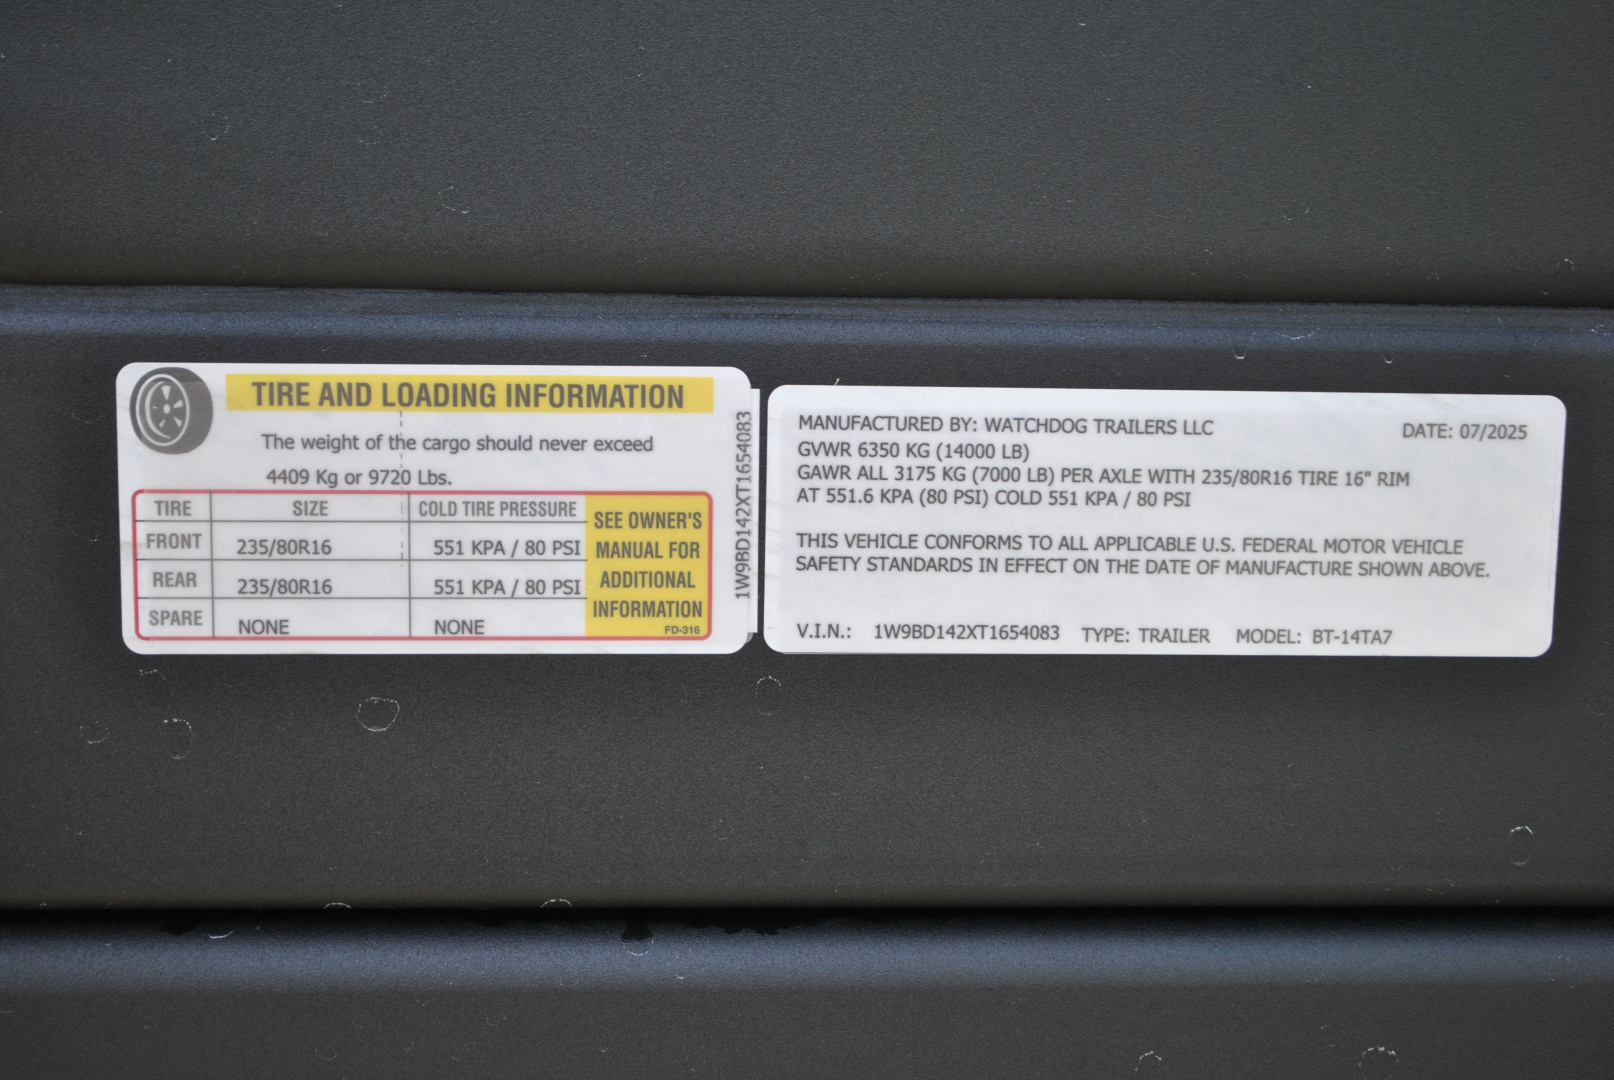 TIRE AND LOADING INFORMATION
The weight of the cargo should never exceed
4409 Kg or 9720 Lbs.
TIRE SIZE COLD TIRE PRESSURE
FRONT 235/80R16 551 KPA / 80 PSI
REAR 235/80R16 551 KPA / 80 PSI
SPARE NONE NONE
SEE OWNER'S
MANUAL FOR
ADDITIONAL
INFORMATION
FD-316
1W9BD142XT1654083
MANUFACTURED BY: WATCHDOG TRAILERS LLC DATE: 07/2025
GVWR 6350 KG (14000 LB)
GAWR ALL 3175 KG (7000 LB) PER AXLE WITH 235/80R16 TIRE 16" RIM
AT 551.6 KPA (80 PSI) COLD 551 KPA / 80 PSI
THIS VEHICLE CONFORMS TO ALL APPLICABLE U.S. FEDERAL MOTOR VEHICLE
SAFETY STANDARDS IN EFFECT ON THE DATE OF MANUFACTURE SHOWN ABOVE.
V.I.N.: 1W9BD142XT1654083 TYPE: TRAILER MODEL: BT-14TA7